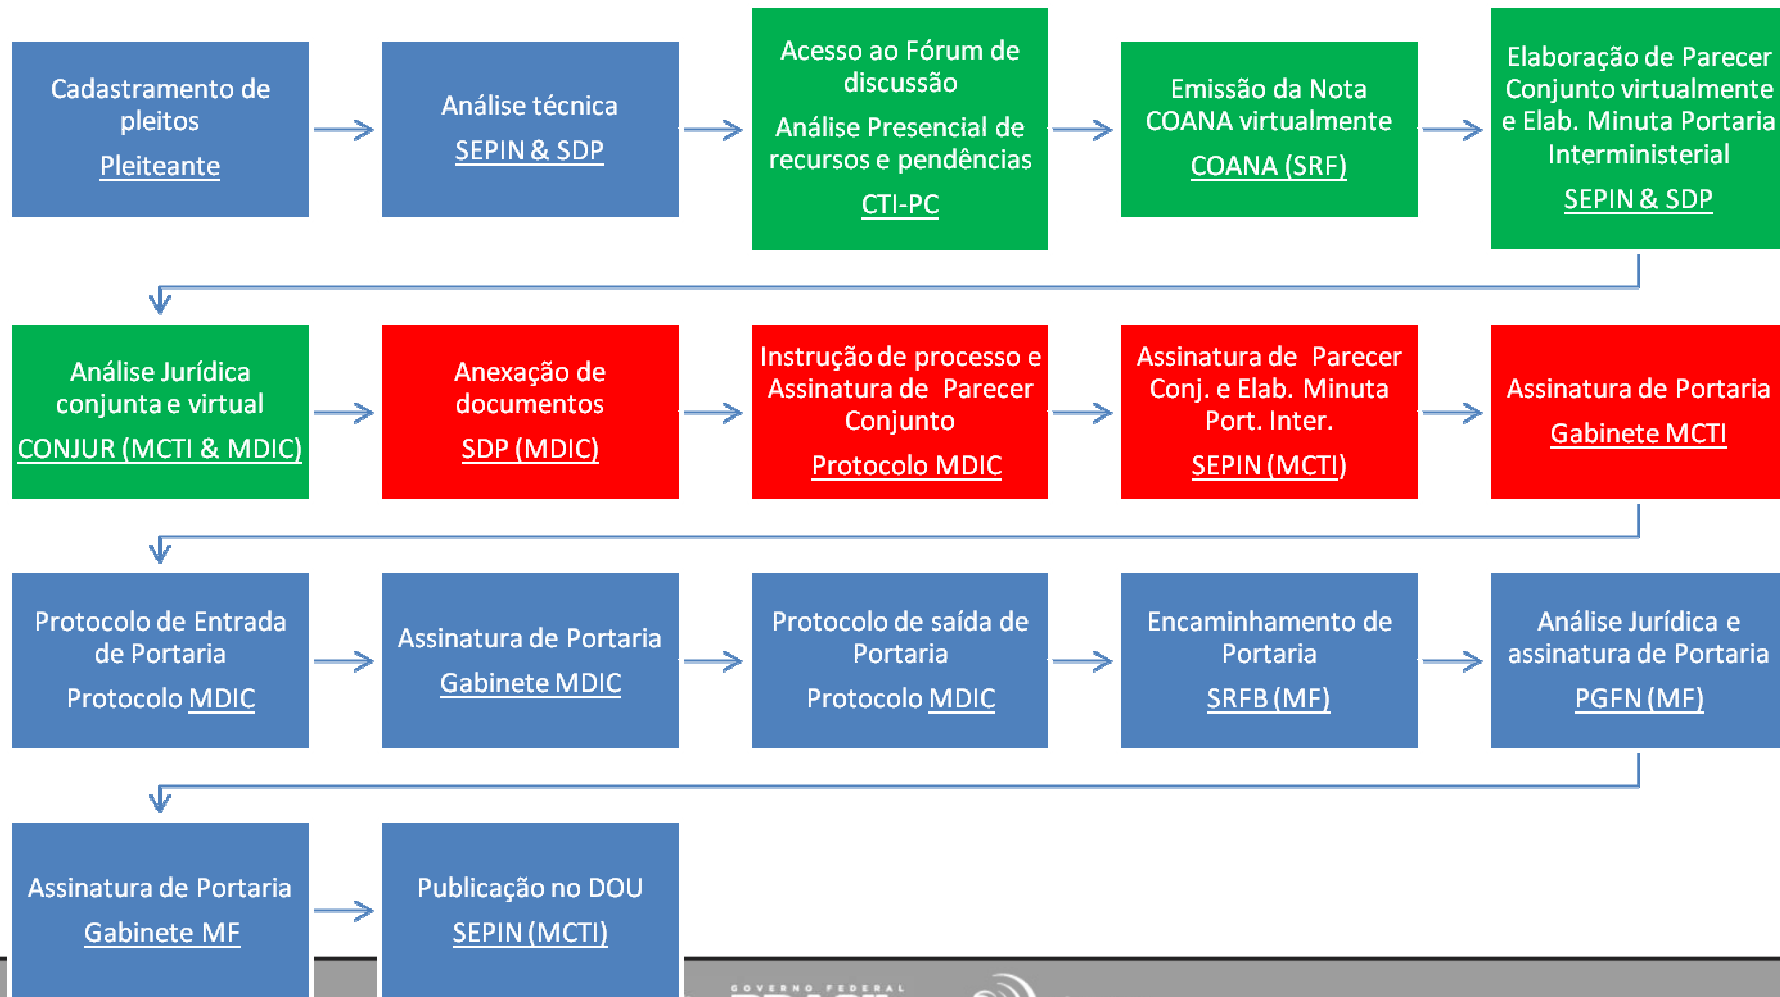 Cadastramento de
pleitos
Pleiteante
Análise técnica
SEPIN & SDP
Acesso ao Fórum de
discussão
Análise Presencial de
recursos e pendências
CTI-PC
Emissão da Nota
COANA virtualmente
COANA (SRF)
Elaboração de Parecer
Conjunto virtualmente
e Elab. Minuta Portaria
Interministerial
SEPIN & SDP
Análise Jurídica
conjunta e virtual
CONJUR (MCTI & MDIC)
Anexação de
documentos
SDP (MDIC)
Instrução de processo e
Assinatura de Parecer
Conjunto
Protocolo MDIC
Assinatura de Parecer
Conj. e Elab. Minuta
Port. Inter.
SEPIN (MCTI)
Assinatura de Portaria
Gabinete MCTI
Protocolo de Entrada
de Portaria
Protocolo MDIC
Assinatura de Portaria
Gabinete MDIC
Protocolo de saída de
Portaria
Protocolo MDIC
Encaminhamento de
Portaria
SRFB (MF)
Análise Jurídica e
assinatura de Portaria
PGFN (MF)
Assinatura de Portaria
Gabinete MF
Publicação no DOU
SEPIN (MCTI)
GOVERNO FEDERAL